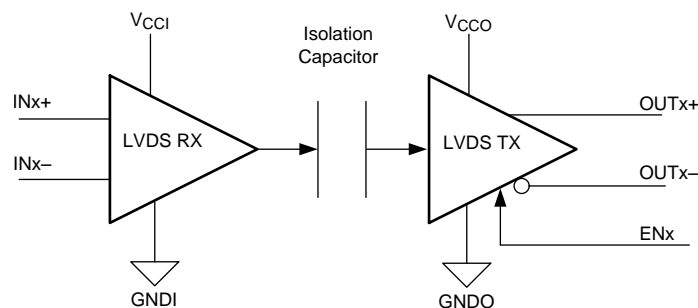 VCCI
Isolation
Capacitor
VCCO
INx+
OUTx+
LVDS RX
LVDS TX
INx–
OUTx–
ENx
GNDI
GNDO